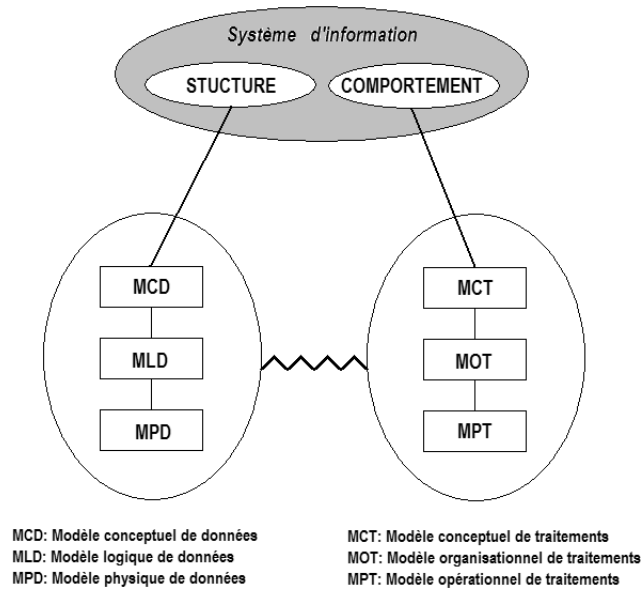 Système d'information
STUCTURE
COMPORTEMENT
MCD
MLD
MPD
MCT
MOT
MPT
MCD: Modèle conceptuel de données
MLD: Modèle logique de données
MPD: Modèle physique de données
MCT: Modèle conceptuel de traitements
MOT: Modèle organisationnel de traitements
MPT: Modèle opérationnel de traitements